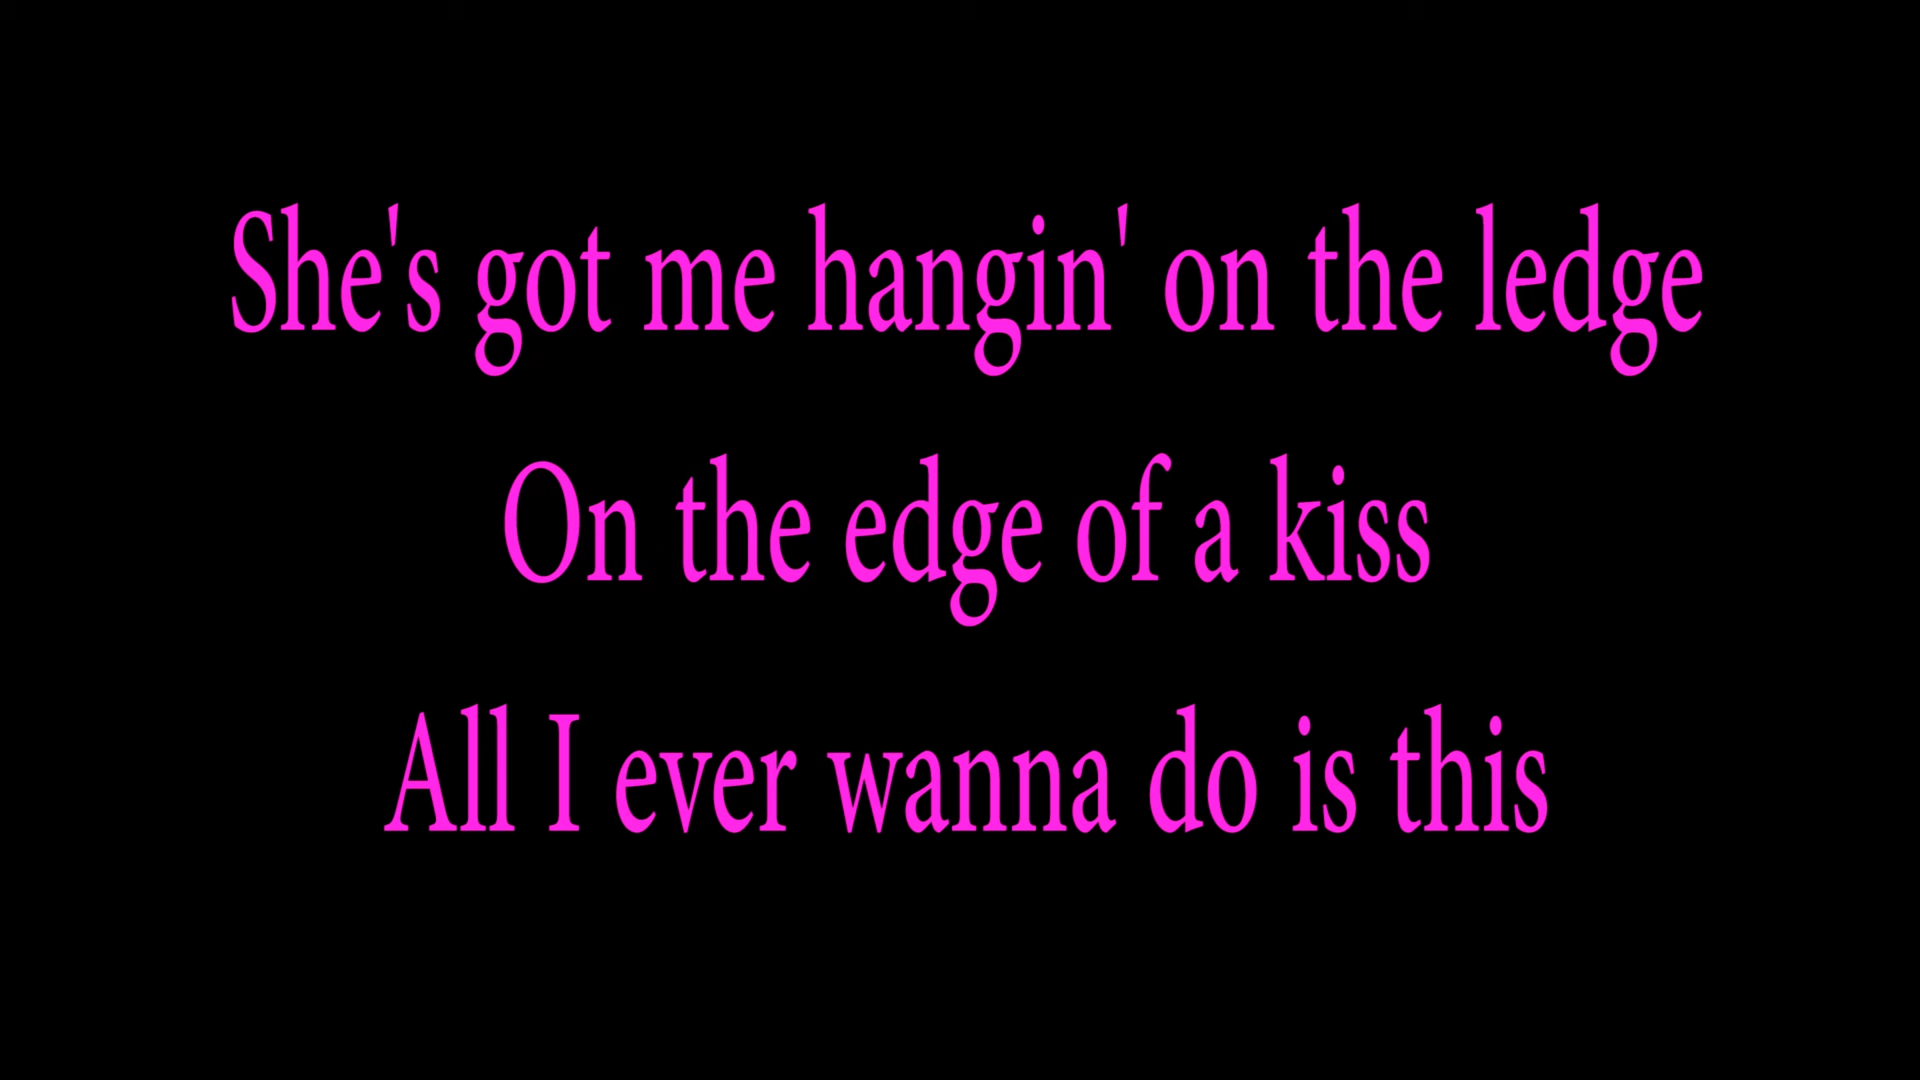 She's got me hangin' on the ledge
On the edge of a kiss
All I ever wanna do is this